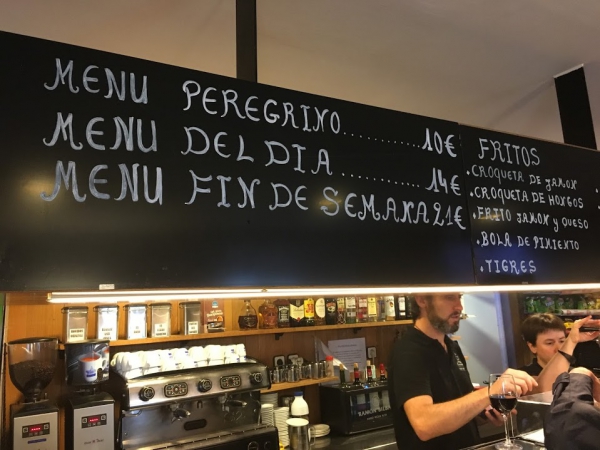 MENU PEREGRINO............10€
MENU DEL DIA............14€
MENU FIN DE SEMANA 21€
FRITOS
.CROQUETA DE JAMON
.CROQUETA DE HONGOS
.FRITO JAMON y QUESO
.BOLA DE PIMIENTO
.TIGRES